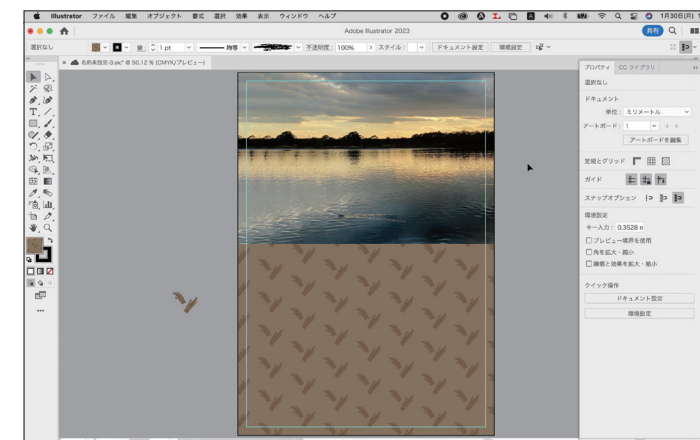 Illustrator ファイル 編集 オブジェクト 書式 選択 効果 表示 ウィンドウ ヘルプ
1月30日(月) 1
Adobe Illustrator 2023
共有
選択なし
線: 1 pt
均等
不透明度: 100%
スタイル:
ドキュメント設定
環境設定
× 名前未設定-3.aic* @ 50.12 % (CMYK/プレビュー)
プロパティ CC ライブラリ
選択なし
ドキュメント
単位: ミリメートル
アートボード: 1
アートボードを編集
定規とグリッド
ガイド
スナップオプション
環境設定
キー入力: 0.3528 m
プレビュー境界を使用
角を拡大・縮小
線幅と効果を拡大・縮小
クイック操作
ドキュメント設定
環境設定